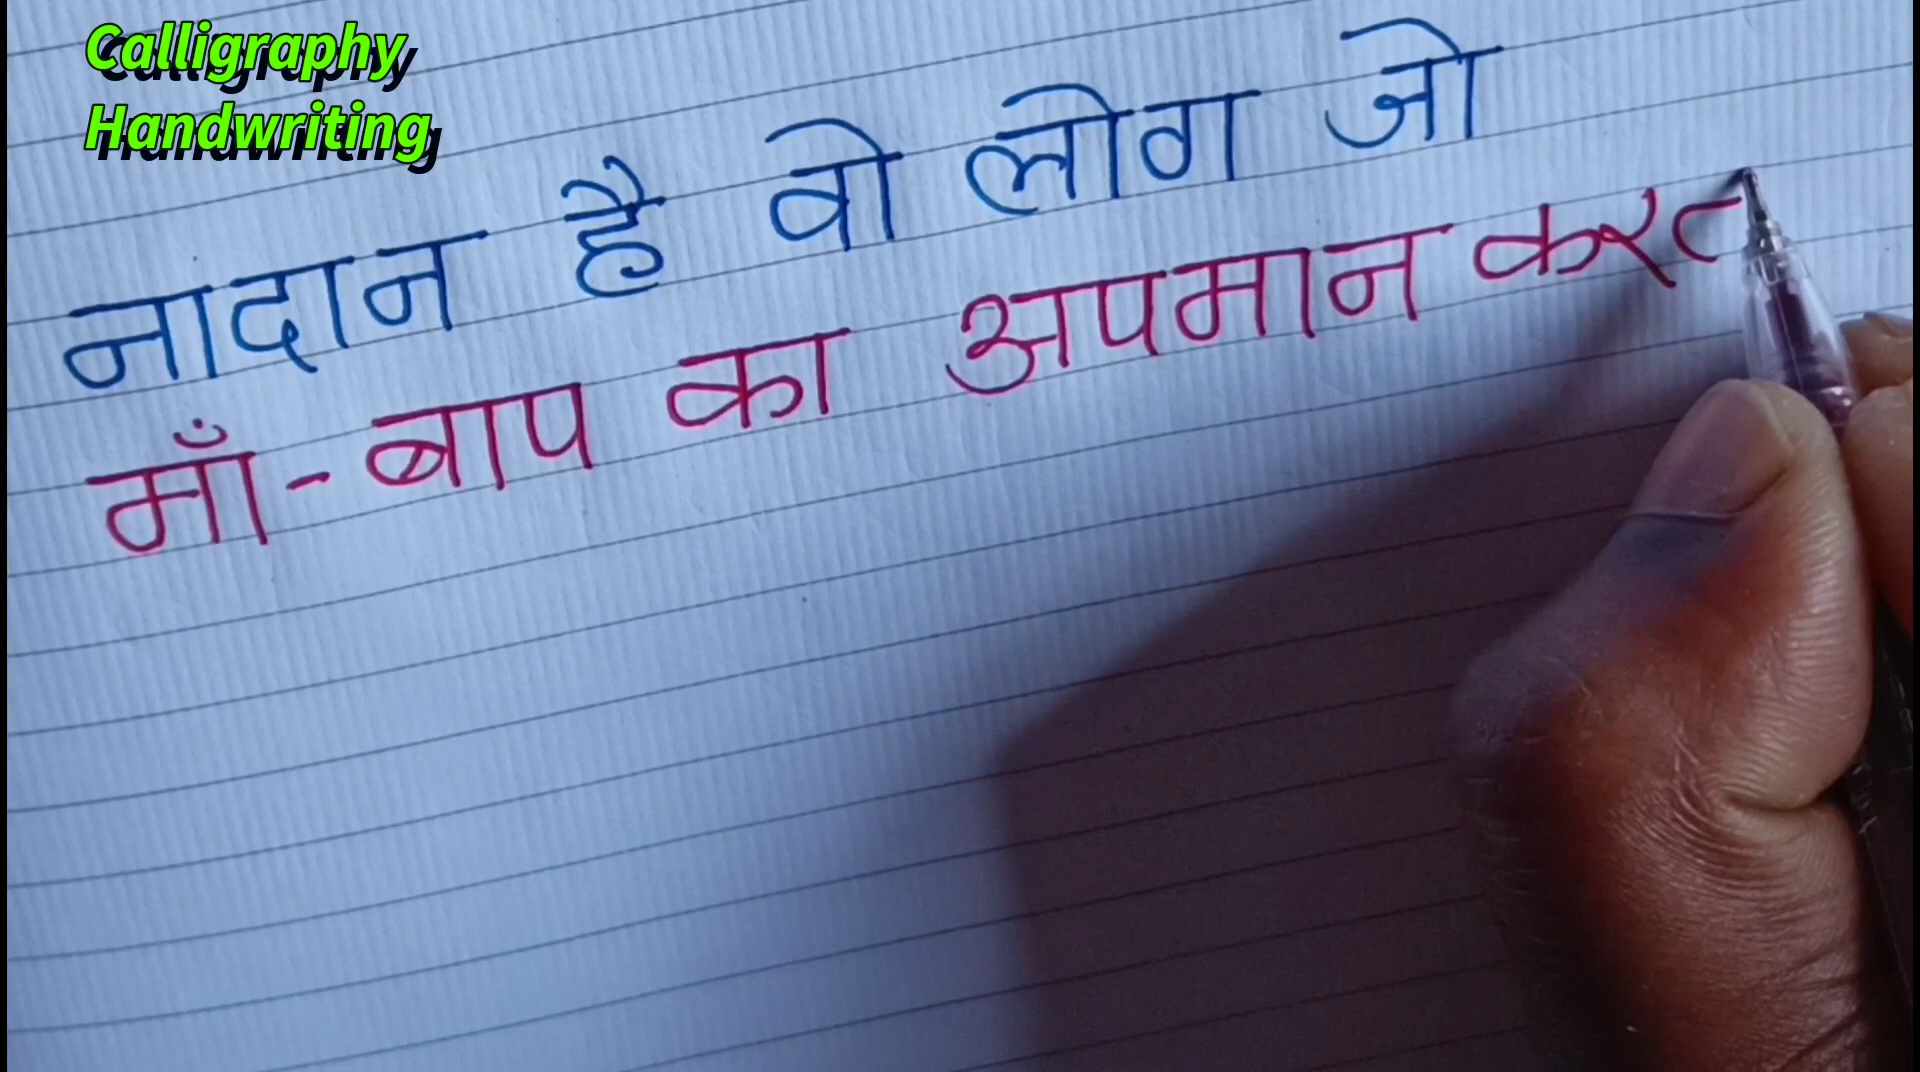 Calligraphy
Handwriting
नादान है वो लोग जो
माँ-बाप का अपमान